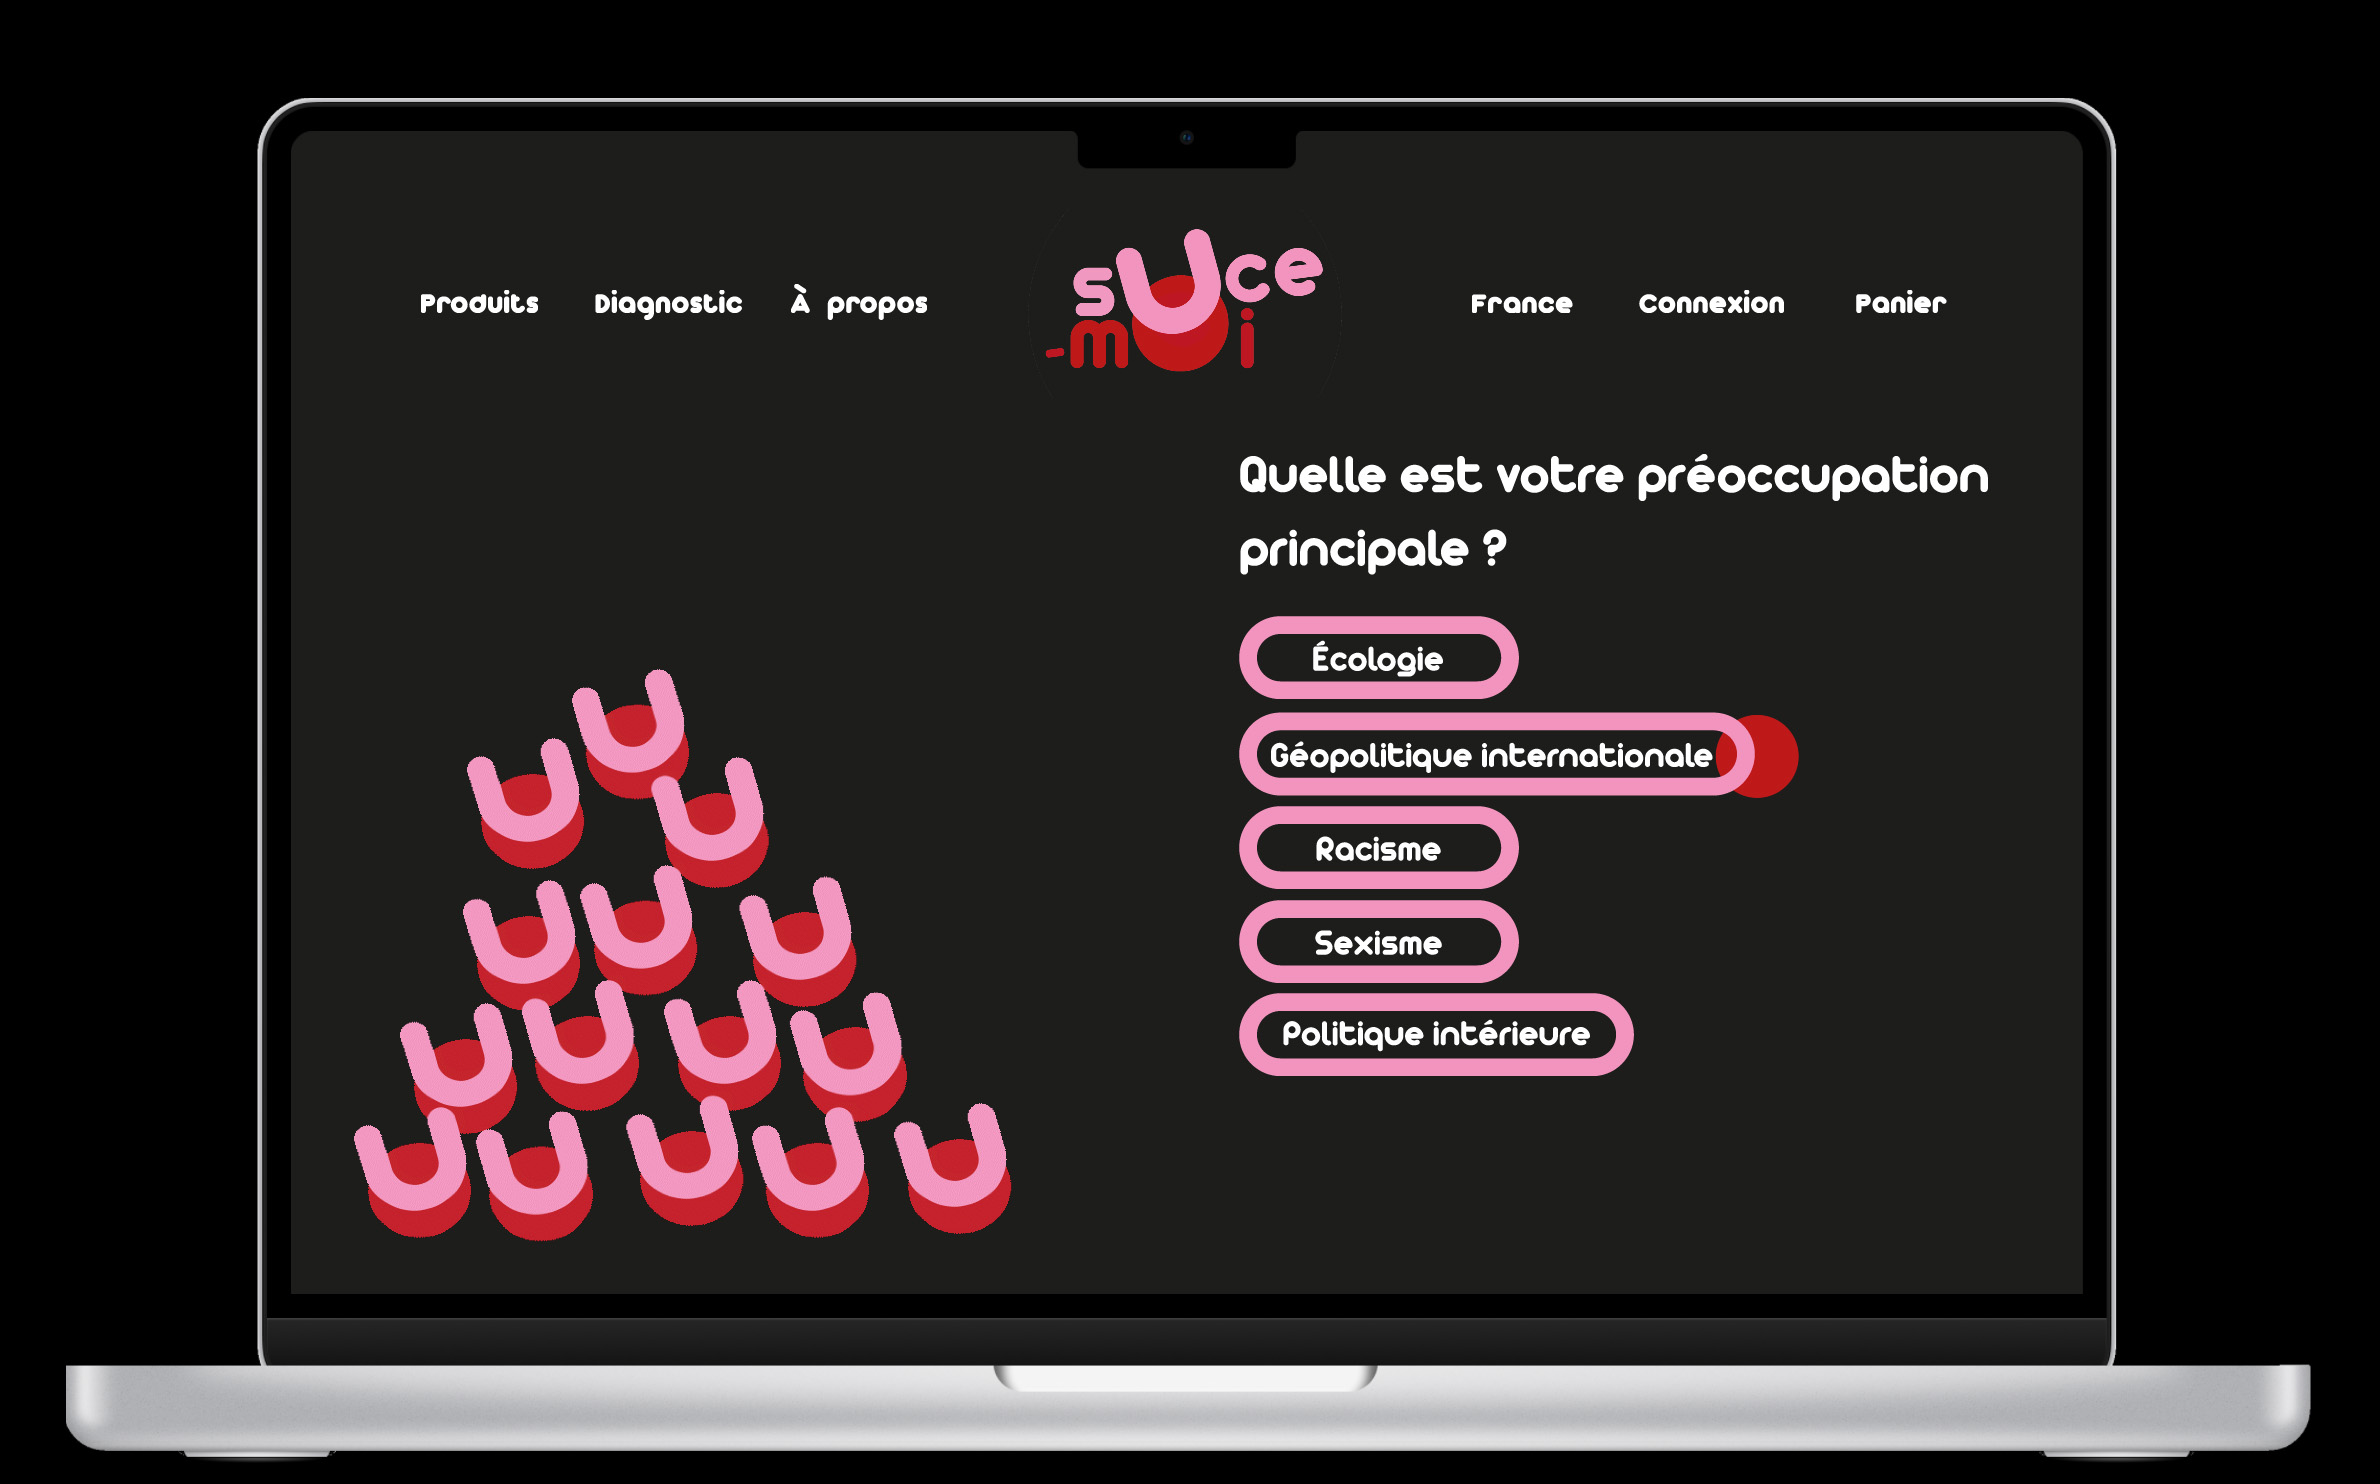 Produits
Diagnostic
À propos
suce
-moi
France
Connexion
Panier
Quelle est votre préoccupation
principale ?
Écologie
Géopolitique internationale
Racisme
Sexisme
Politique intérieure